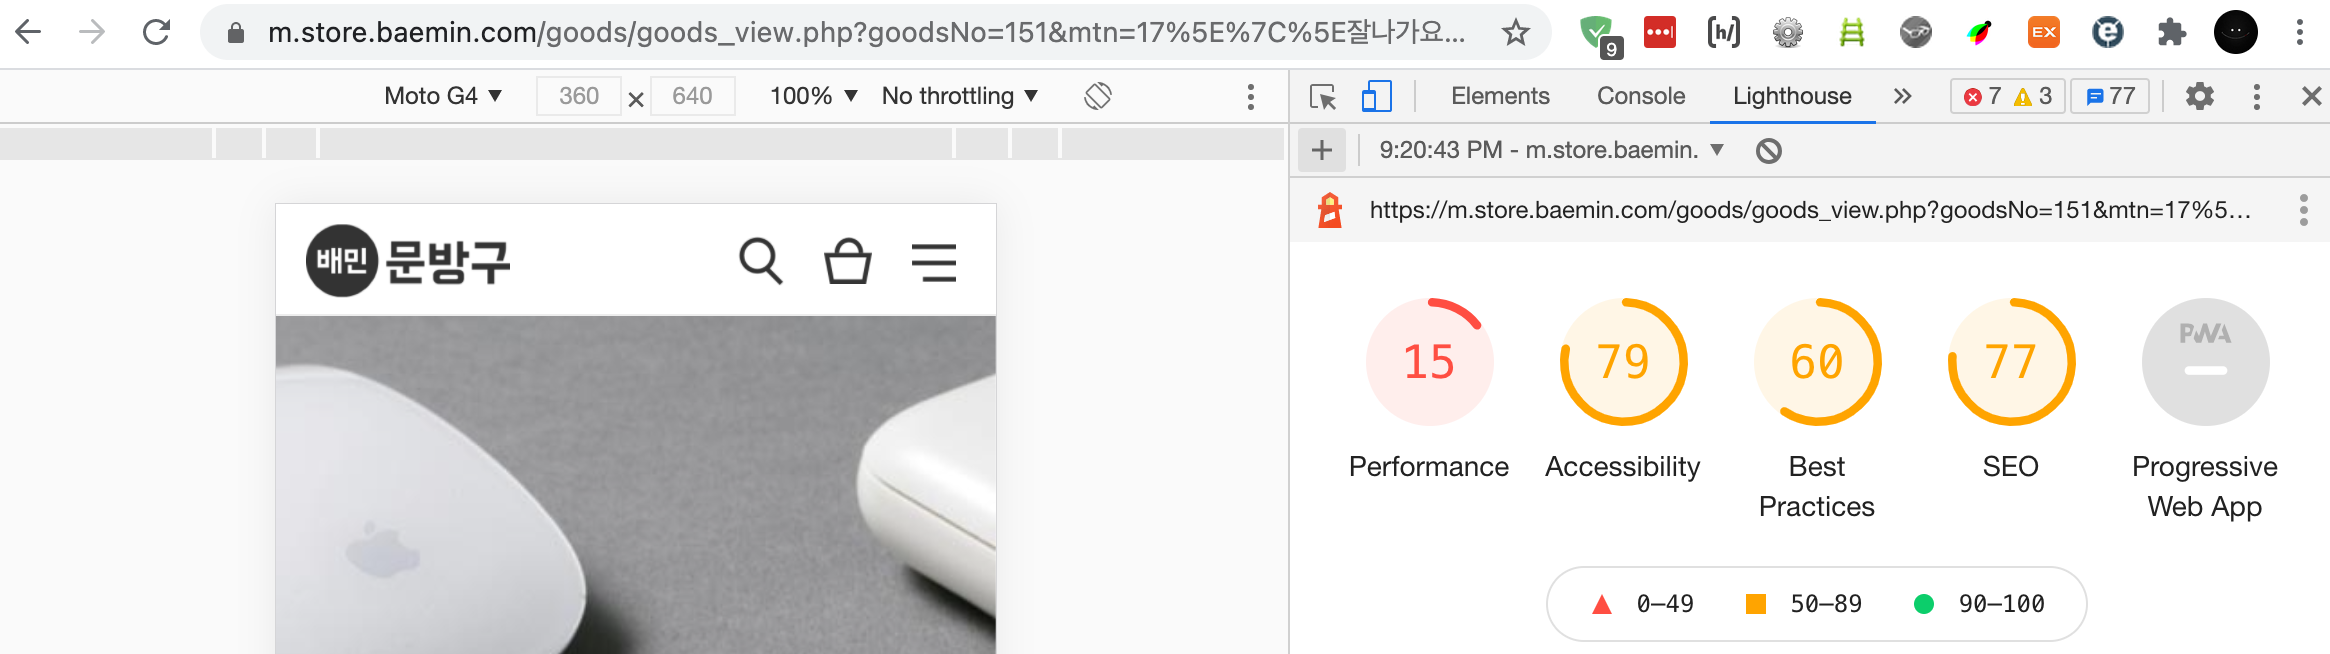 m.store.baemin.com/goods/goods_view.php?goodsNo=151&mtn=17%5E%7C%5E잘나가요...
9
[h/]
EX
Moto G4 ▼ 360 × 640 100% ▼ No throttling ▼
Elements Console Lighthouse » 7 3 77
+ 9:20:43 PM - m.store.baemin. ▼
https://m.store.baemin.com/goods/goods_view.php?goodsNo=151&mtn=17%5...
배민 문방구
15 79 60 77 PWA
Performance Accessibility Best Practices SEO Progressive Web App
0–49 50–89 90–100